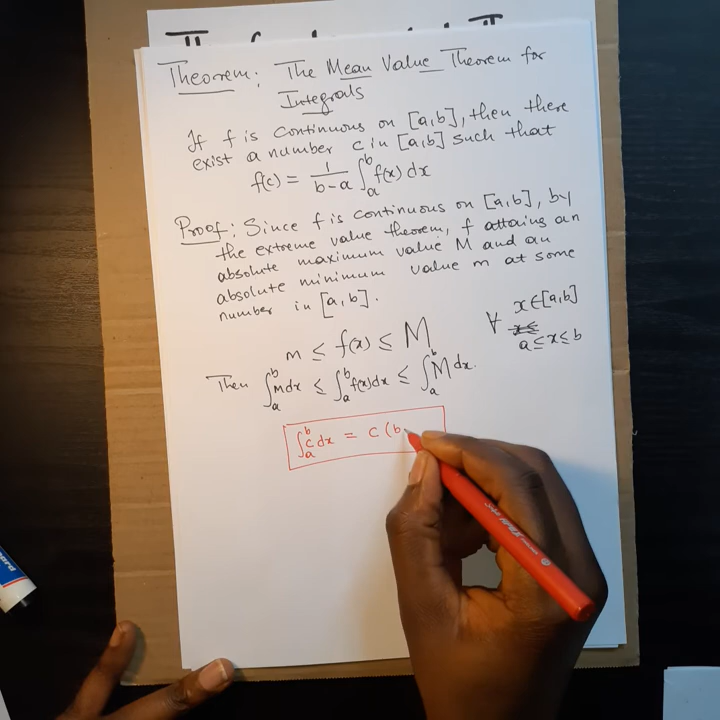 Theorem: The Mean Value Theorem for
Integrals
If f is continuous on [a,b], then there
exist a number c in [a,b] such that
f(c) = 1/(b-a) ∫_a^b f(x) dx
Proof: Since f is continuous on [a,b], by
the extreme value theorem, f attains an
absolute maximum value M and an
absolute minimum value m at some
number in [a,b].
m ≤ f(x) ≤ M ∀ x∈[a,b]
a≤x≤b
Then ∫_a^b m dx ≤ ∫_a^b f(x) dx ≤ ∫_a^b M dx.
∫_a^b c dx = c (b